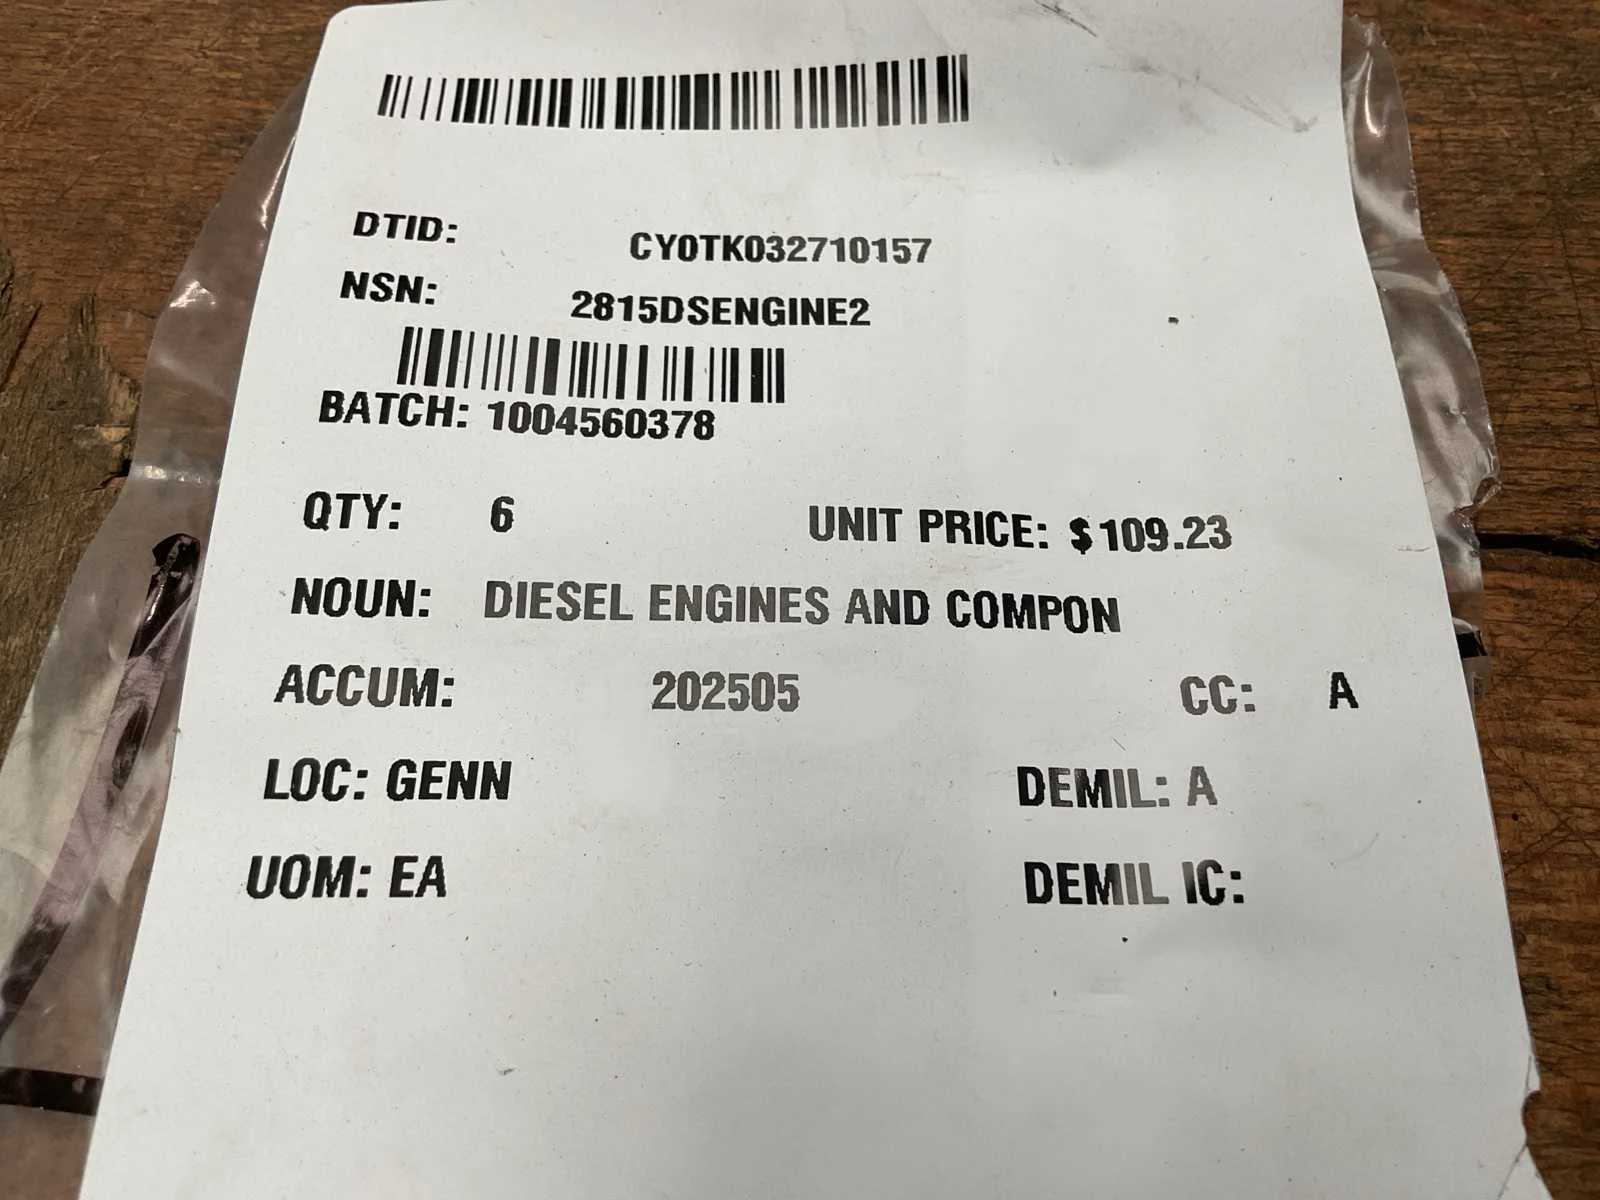 DTID: CY0TK032710157
NSN: 2815DSENGINE2
BATCH: 1004560378
QTY: 6 UNIT PRICE: $109.23
NOUN: DIESEL ENGINES AND COMPON
ACCUM: 202505 CC: A
LOC: GENN DEMIL: A
UOM: EA DEMIL IC: